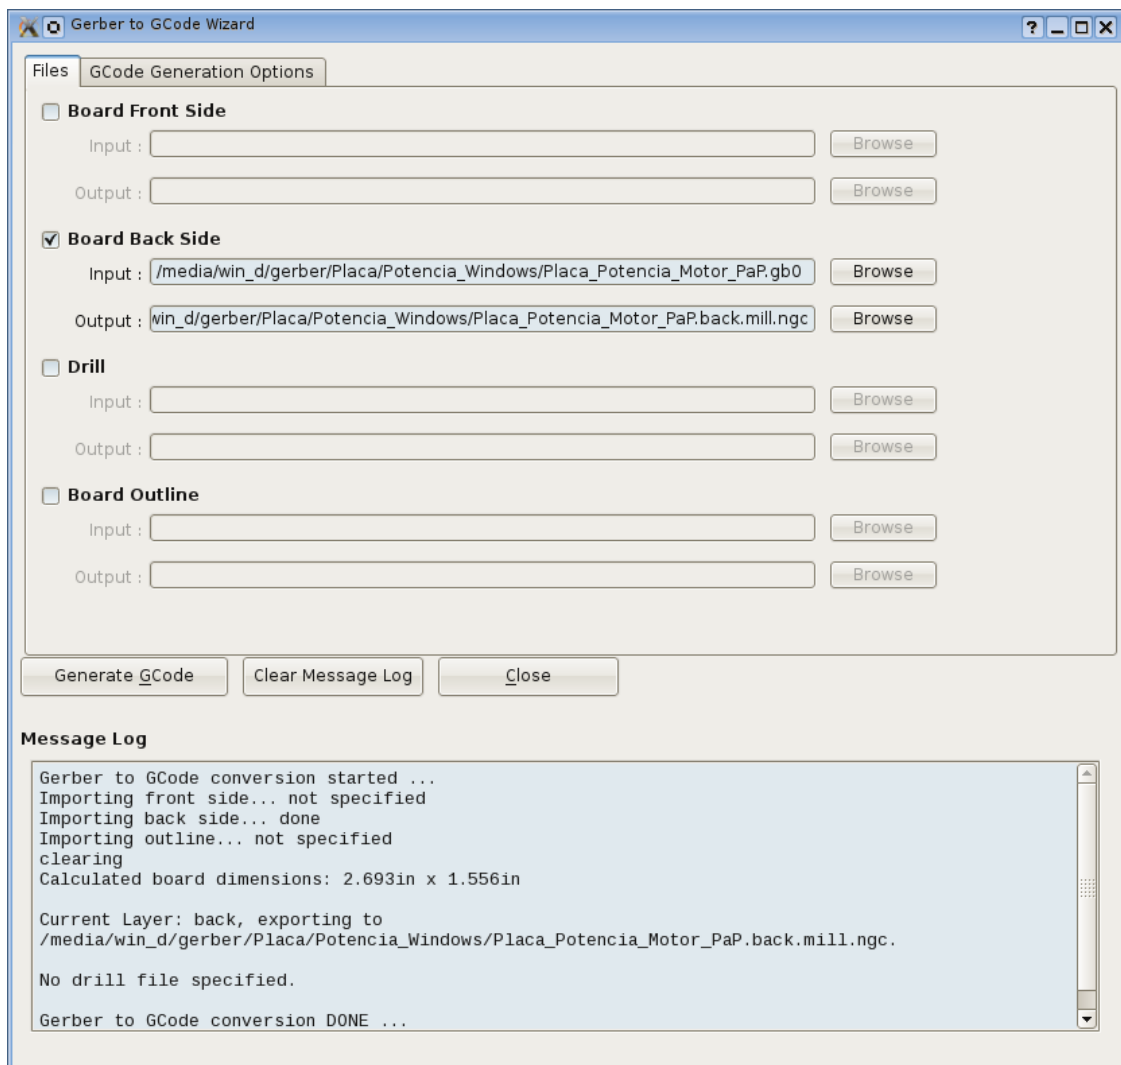 Gerber to GCode Wizard
Files GCode Generation Options
Board Front Side
Input : Browse
Output : Browse
Board Back Side
Input : /media/win_d/gerber/Placa/Potencia_Windows/Placa_Potencia_Motor_PaP.gb0 Browse
Output : win_d/gerber/Placa/Potencia_Windows/Placa_Potencia_Motor_PaP.back.mill.ngc Browse
Drill
Input : Browse
Output : Browse
Board Outline
Input : Browse
Output : Browse
Generate GCode Clear Message Log Close
Message Log
Gerber to GCode conversion started ...
Importing front side... not specified
Importing back side... done
Importing outline... not specified
clearing
Calculated board dimensions: 2.693in x 1.556in
Current Layer: back, exporting to
/media/win_d/gerber/Placa/Potencia_Windows/Placa_Potencia_Motor_PaP.back.mill.ngc.
No drill file specified.
Gerber to GCode conversion DONE ...